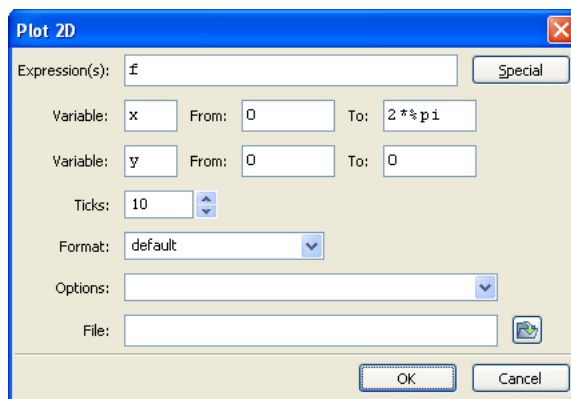 Plot 2D
Expression(s): f Special
Variable: x From: 0 To: 2*%pi
Variable: y From: 0 To: 0
Ticks: 10
Format: default
Options:
File:
OK Cancel